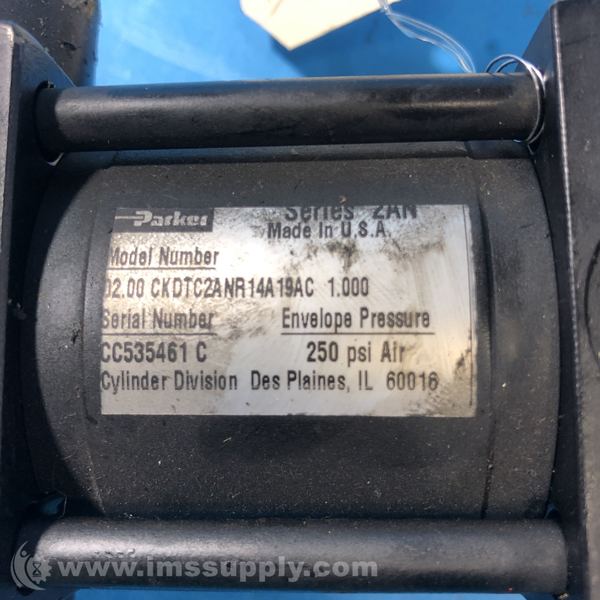 Parker
Series 2AN
Made In U.S.A.
Model Number
02.00 CKDTC2ANR14A19AC 1.000
Serial Number Envelope Pressure
CC535461 C 250 psi Air
Cylinder Division Des Plaines, IL 60016
www.imssupply.com